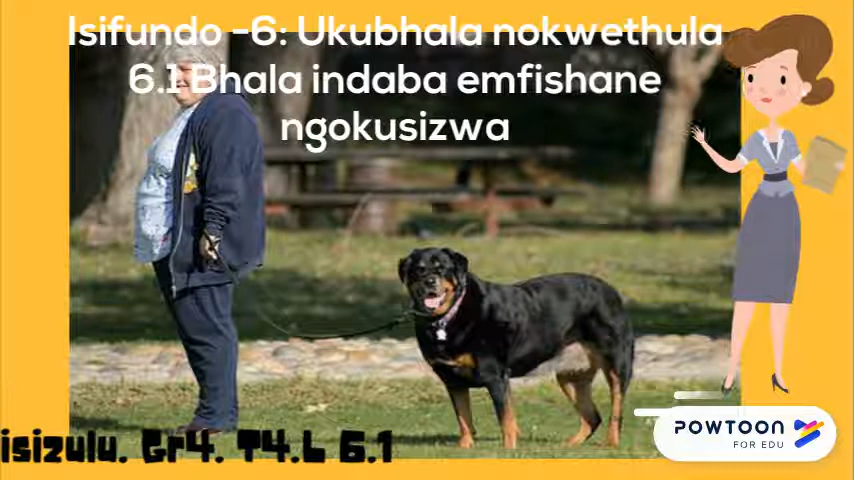 Isifundo -6: Ukubhala nokwethula
6.1 Bhala indaba emfishane
ngokusizwa
isizulu. Gr4. T4.L 6.1
POWTOON
FOR EDU